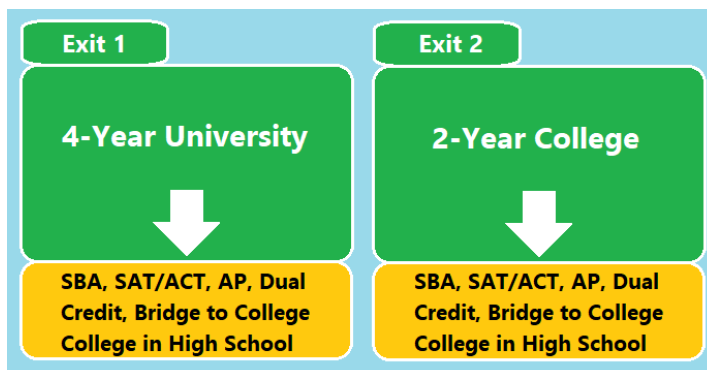 Exit 1
4-Year University
SBA, SAT/ACT, AP, Dual
Credit, Bridge to College
College in High School
Exit 2
2-Year College
SBA, SAT/ACT, AP, Dual
Credit, Bridge to College
College in High School